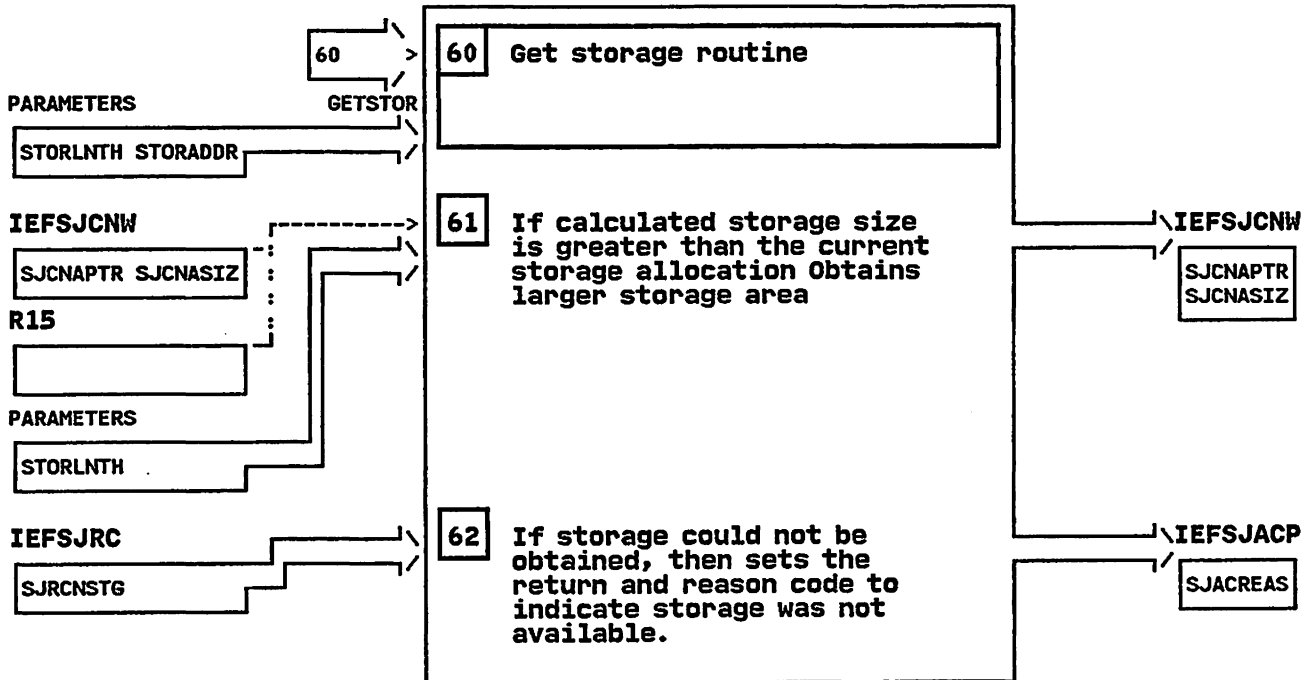 60
60 Get storage routine
PARAMETERS GETSTOR
STORLNTH STORADDR
IEFSJCNW
SJCNAPTR SJCNASIZ
R15
PARAMETERS
STORLNTH
61 If calculated storage size
is greater than the current
storage allocation Obtains
larger storage area
IEFSJCNW
SJCNAPTR
SJCNASIZ
IEFSJRC
SJRCNSTG
62 If storage could not be
obtained, then sets the
return and reason code to
indicate storage was not
available.
IEFSJACP
SJACREAS